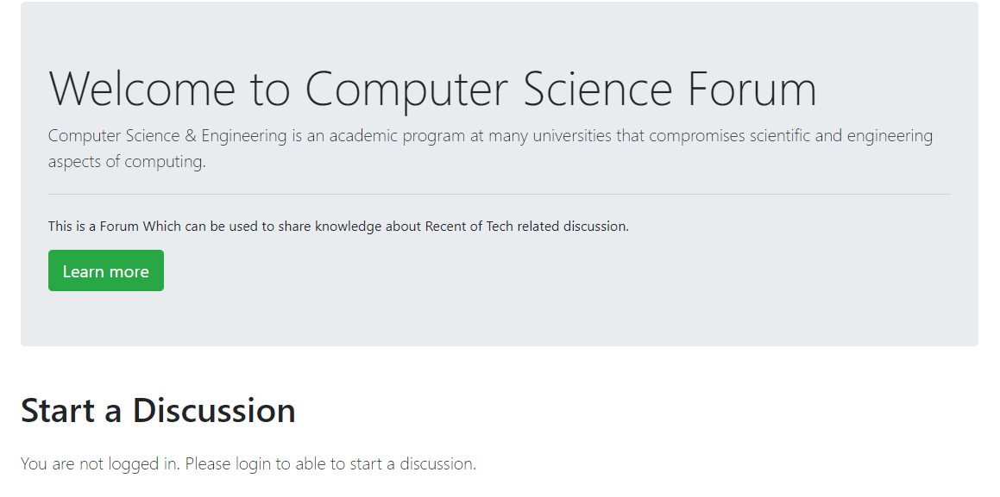 Welcome to Computer Science Forum
Computer Science & Engineering is an academic program at many universities that compromises scientific and engineering
aspects of computing.
This is a Forum Which can be used to share knowledge about Recent of Tech related discussion.
Learn more
Start a Discussion
You are not logged in. Please login to able to start a discussion.